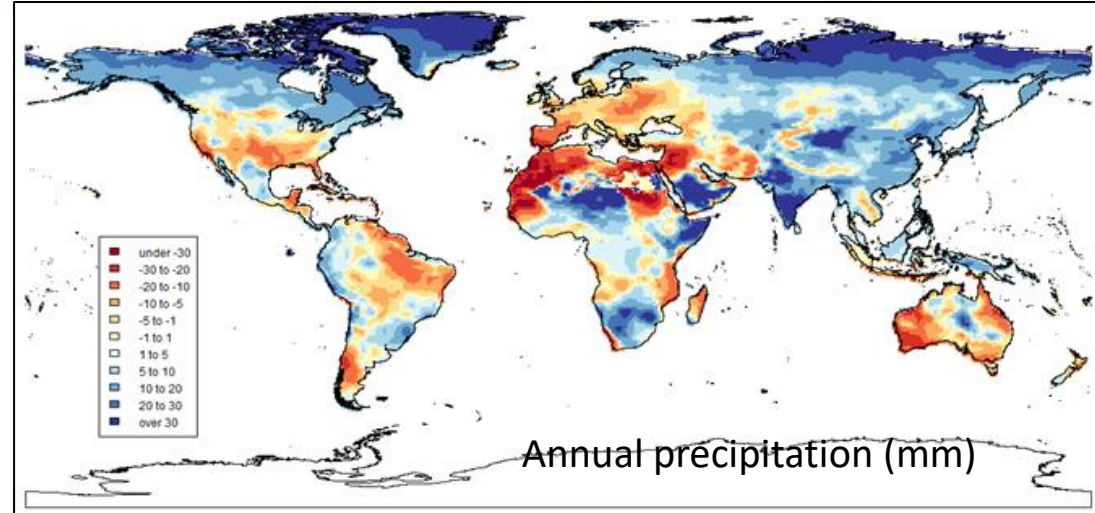 under -30
-30 to -20
-20 to -10
-10 to -5
-5 to -1
-1 to 1
1 to 5
5 to 10
10 to 20
20 to 30
over 30
Annual precipitation (mm)